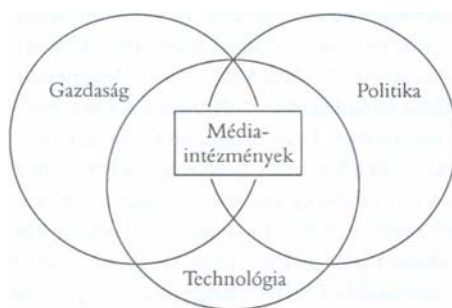 Gazdaság
Politika
Média-
intézmények
Technológia